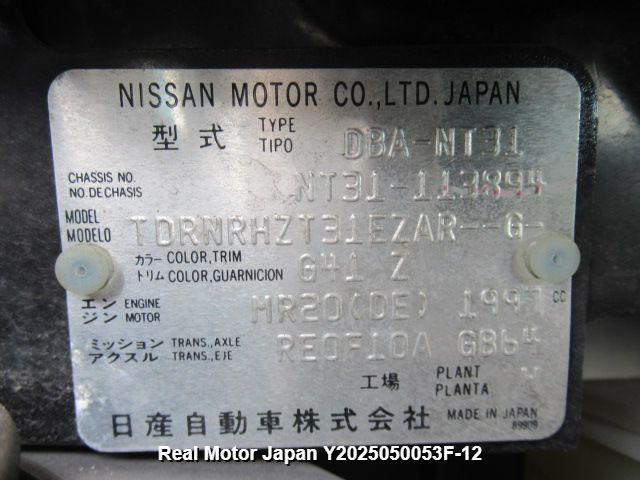 NISSAN MOTOR CO.,LTD. JAPAN
型式 TYPE TIPO DBA-NT31
CHASSIS NO. NO. DE CHASIS NT31-113894
MODEL MODELO TDRNRHZT31EZAR--G-
カラー COLOR,TRIM
トリム COLOR,GUARNICION G41 Z
エンジン ENGINE MOTOR MR20(DE) 1997 CC
ミッション TRANS.,AXLE
アクスル TRANS.,EJE RE0F10A GB64
工場 PLANT PLANTA
日産自動車株式会社 MADE IN JAPAN
89909
Real Motor Japan Y2025050053F-12